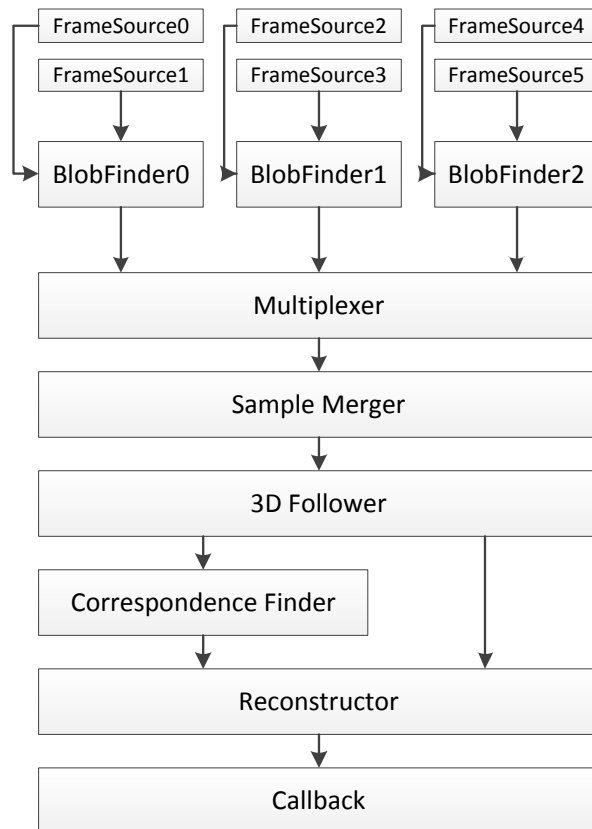 FrameSource0
FrameSource2
FrameSource4
FrameSource1
FrameSource3
FrameSource5
BlobFinder0
BlobFinder1
BlobFinder2
Multiplexer
Sample Merger
3D Follower
Correspondence Finder
Reconstructor
Callback